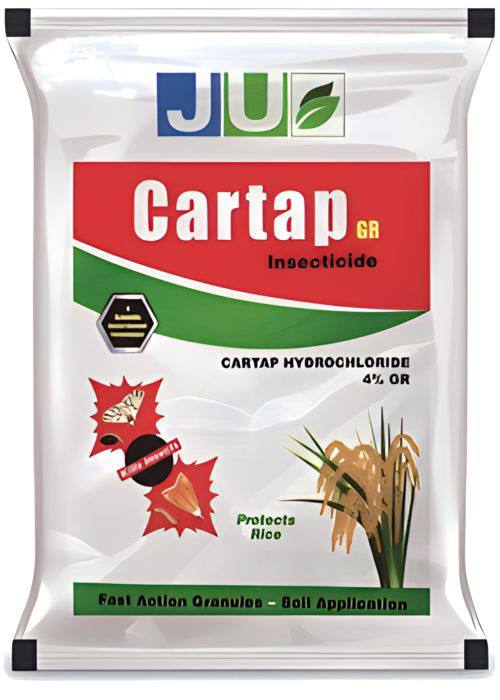 JU
Cartap GR
Insecticide
CARTAP HYDROCHLORIDE
4% GR
Protects
Rice
Fast Action Granules - Soil Application